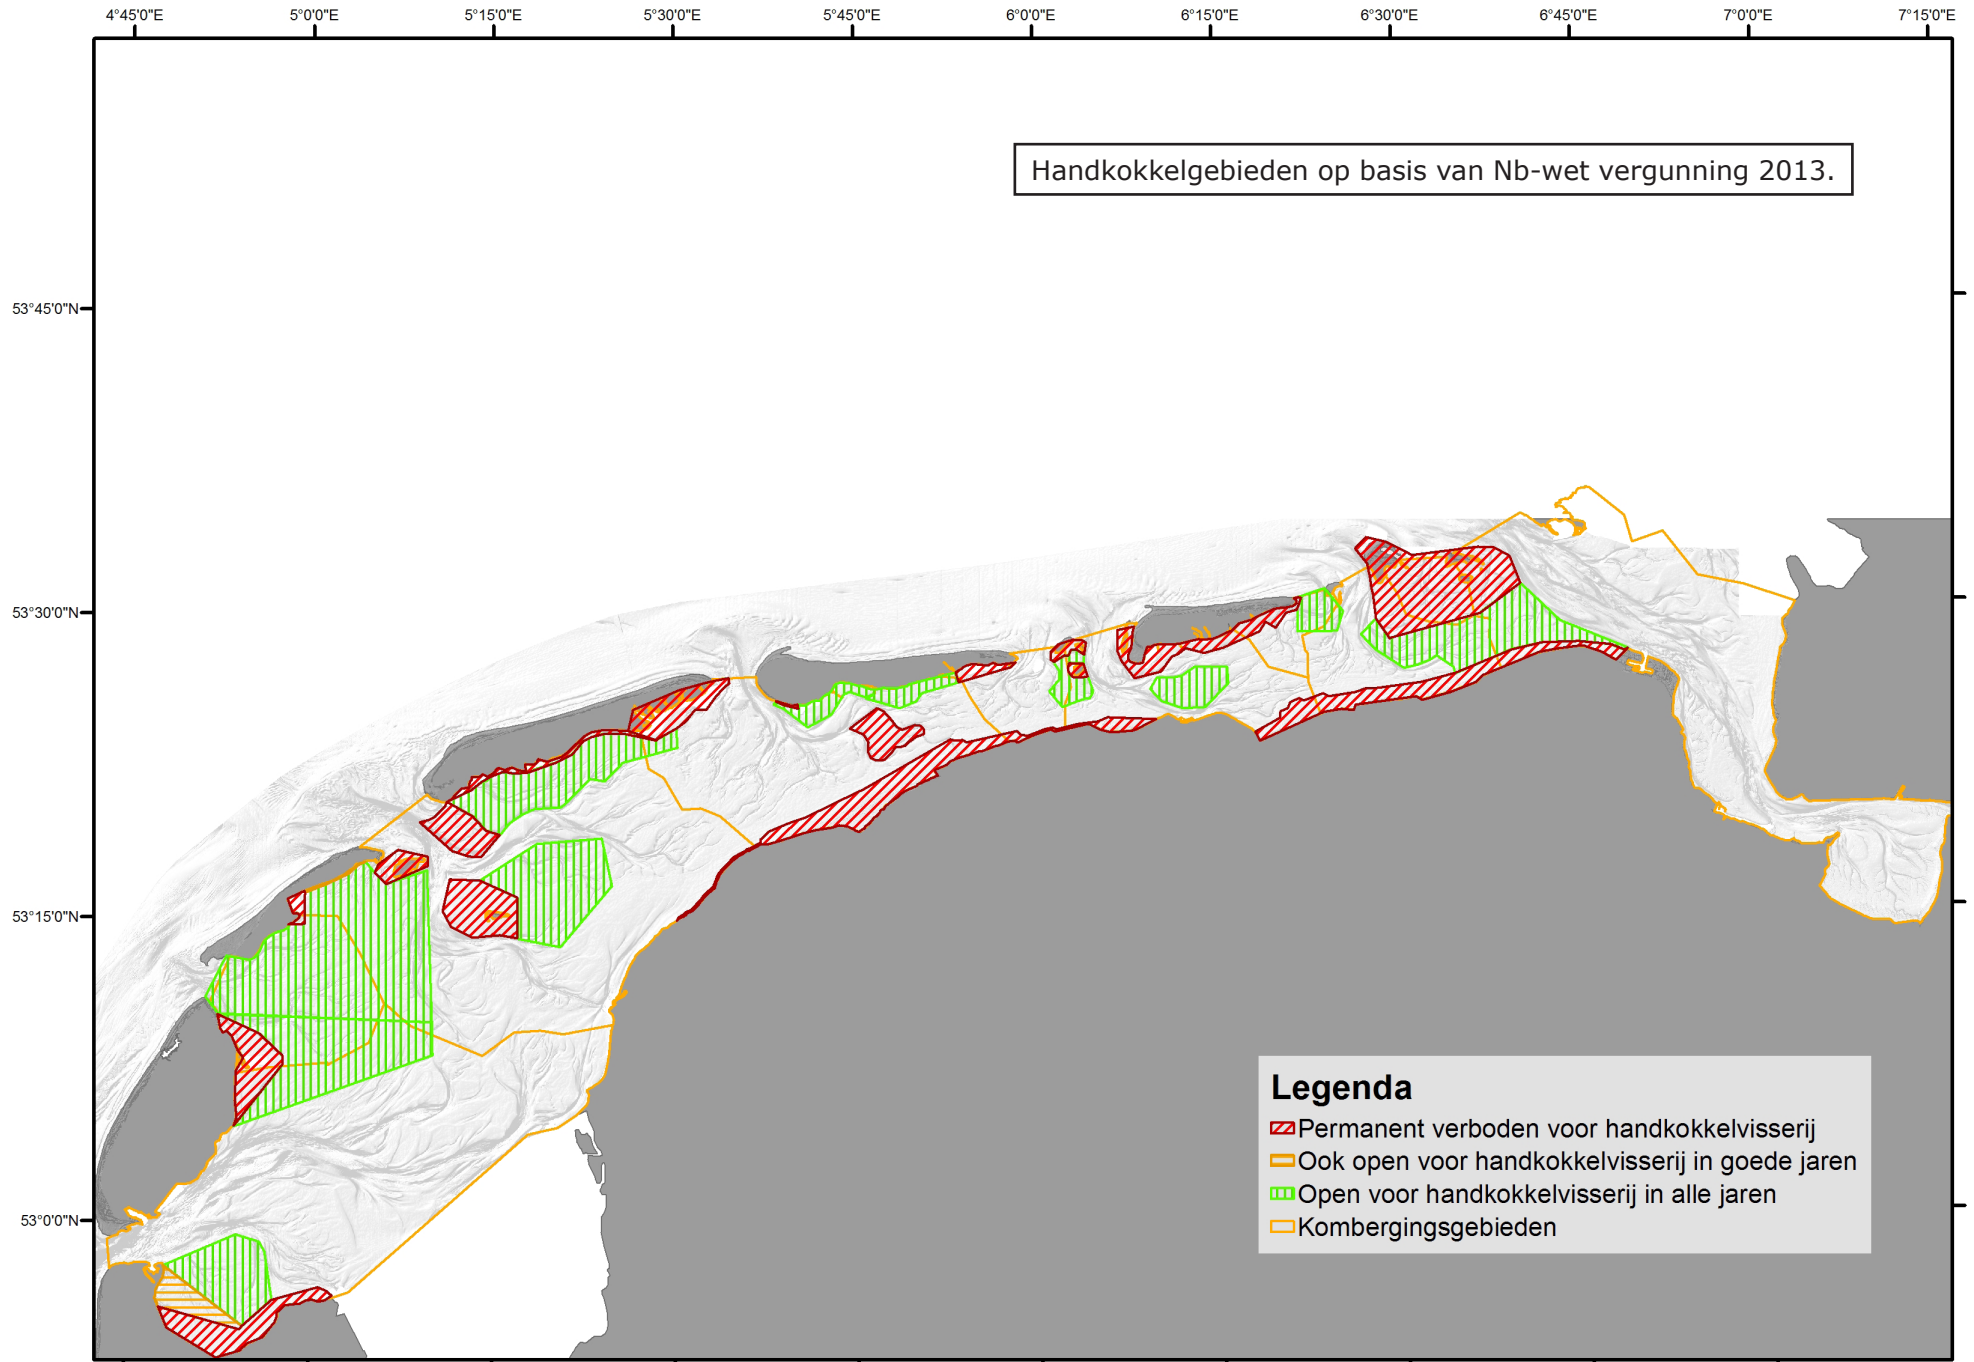 4°45'0"E 5°0'0"E 5°15'0"E 5°30'0"E 5°45'0"E 6°0'0"E 6°15'0"E 6°30'0"E 6°45'0"E 7°0'0"E 7°15'0"E
Handkokkelgebieden op basis van Nb-wet vergunning 2013.
53°45'0"N
53°30'0"N
53°15'0"N
53°0'0"N
Legenda
Permanent verboden voor handkokkelvisserij
Ook open voor handkokkelvisserij in goede jaren
Open voor handkokkelvisserij in alle jaren
Kombergingsgebieden